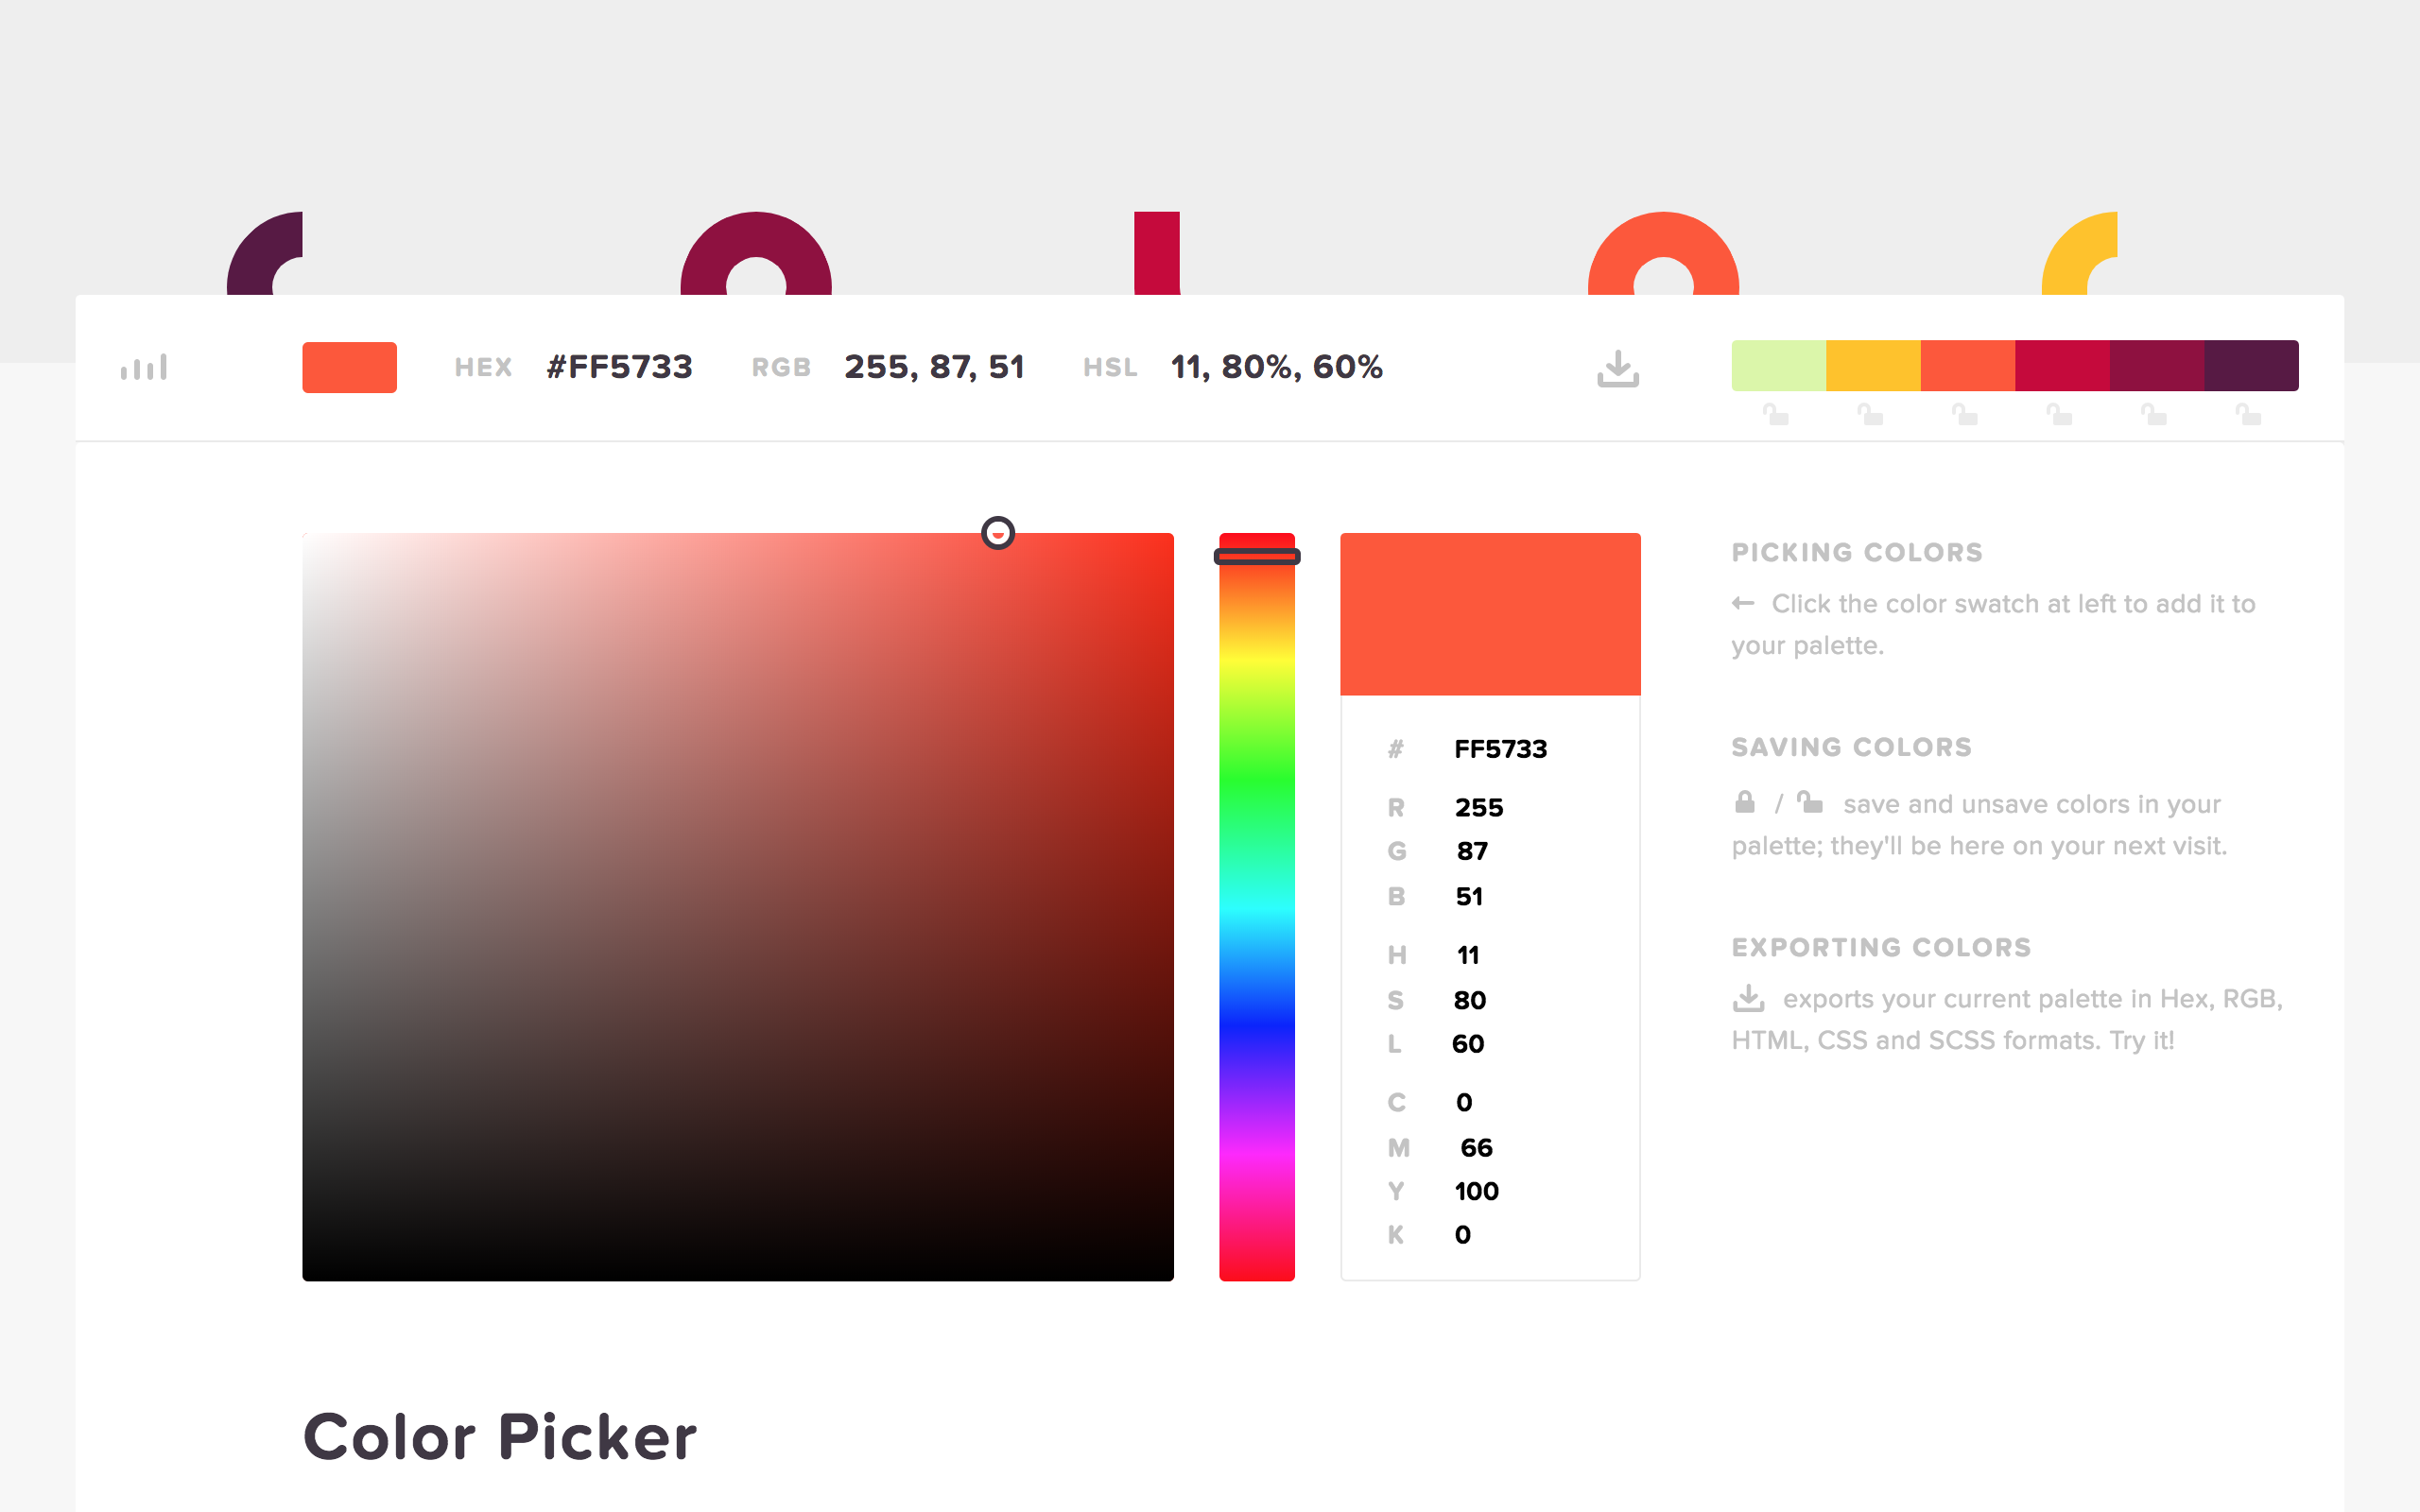 HEX #FF5733 RGB 255, 87, 51 HSL 11, 80%, 60%
# FF5733
R 255
G 87
B 51
H 11
S 80
L 60
C 0
M 66
Y 100
K 0
PICKING COLORS
Click the color swatch at left to add it to
your palette.
SAVING COLORS
/ save and unsave colors in your
palette; they'll be here on your next visit.
EXPORTING COLORS
exports your current palette in Hex, RGB,
HTML, CSS and SCSS formats. Try it!
Color Picker